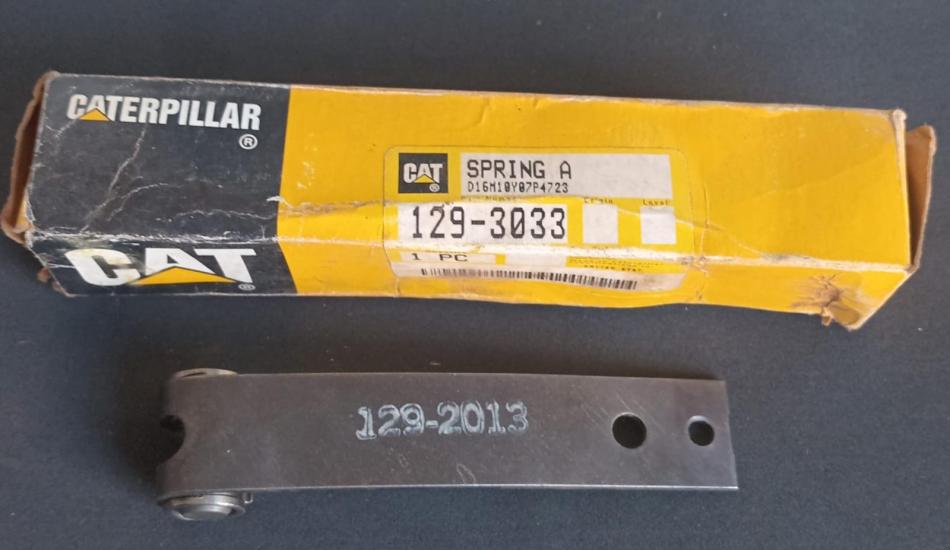 CATERPILLAR
®
CAT
®
CAT
®
SPRING A
D16M10Y07P4723
129-3033
1 PC
129-2013